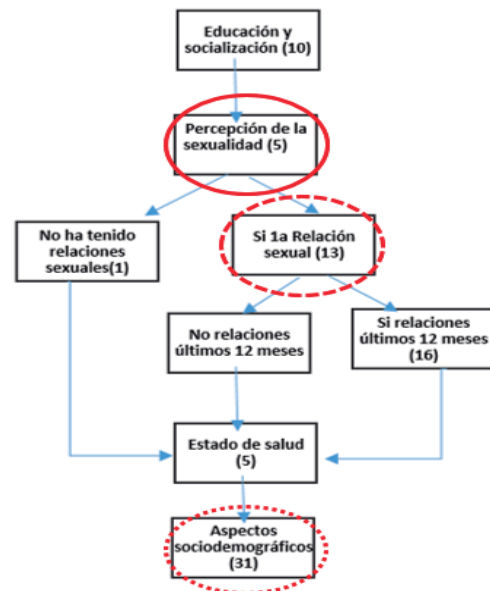 Educación y
socialización (10)
Percepción de la
sexualidad (5)
No ha tenido
relaciones
sexuales(1)
Si 1a Relación
sexual (13)
No relaciones
últimos 12 meses
Si relaciones
últimos 12 meses
(16)
Estado de salud
(5)
Aspectos
sociodemográficos
(31)